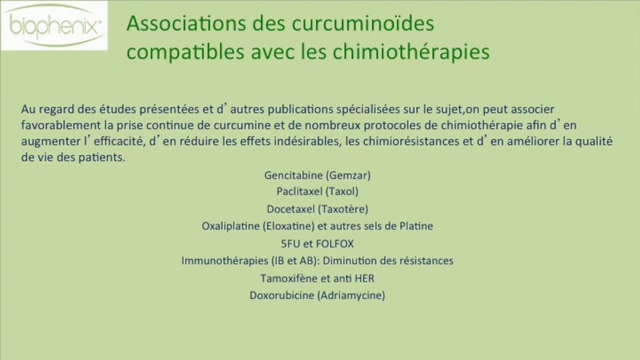 biophenix®
Associations des curcuminoïdes
compatibles avec les chimiothérapies
Au regard des études présentées et d’autres publications spécialisées sur le sujet,on peut associer
favorablement la prise continue de curcumine et de nombreux protocoles de chimiothérapie afin d’en
augmenter l’efficacité, d’en réduire les effets indésirables, les chimiorésistances et d’en améliorer la qualité
de vie des patients.
Gencitabine (Gemzar)
Paclitaxel (Taxol)
Docetaxel (Taxotère)
Oxaliplatine (Eloxatine) et autres sels de Platine
5FU et FOLFOX
Immunothérapies (IB et AB): Diminution des résistances
Tamoxifène et anti HER
Doxorubicine (Adriamycine)